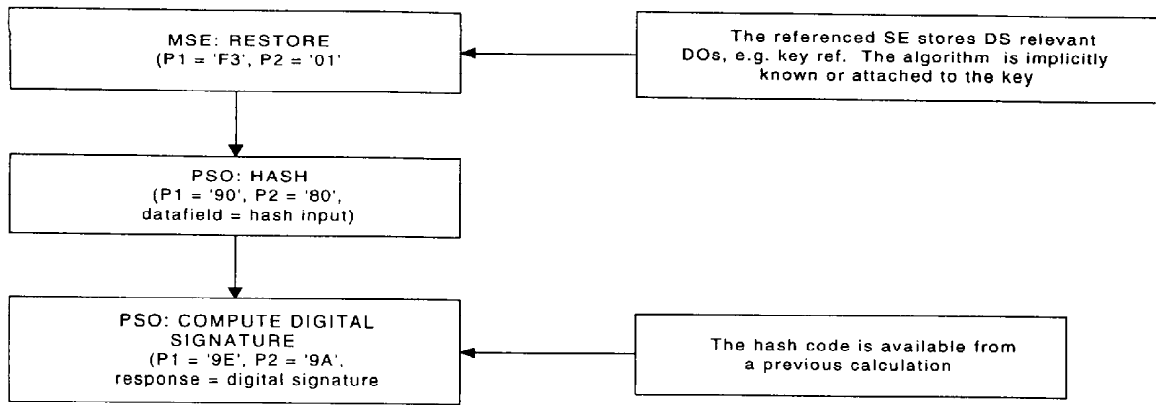 MSE: RESTORE
(P1 = 'F3', P2 = '01'
The referenced SE stores DS relevant
DOs, e.g. key ref. The algorithm is implicitly
known or attached to the key
PSO: HASH
(P1 = '90', P2 = '80',
datafield = hash input)
PSO: COMPUTE DIGITAL
SIGNATURE
(P1 = '9E', P2 = '9A',
response = digital signature
The hash code is available from
a previous calculation